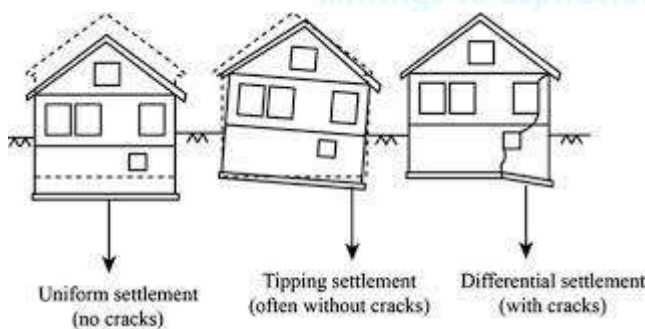 Uniform settlement
(no cracks)
Tipping settlement
(often without cracks)
Differential settlement
(with cracks)